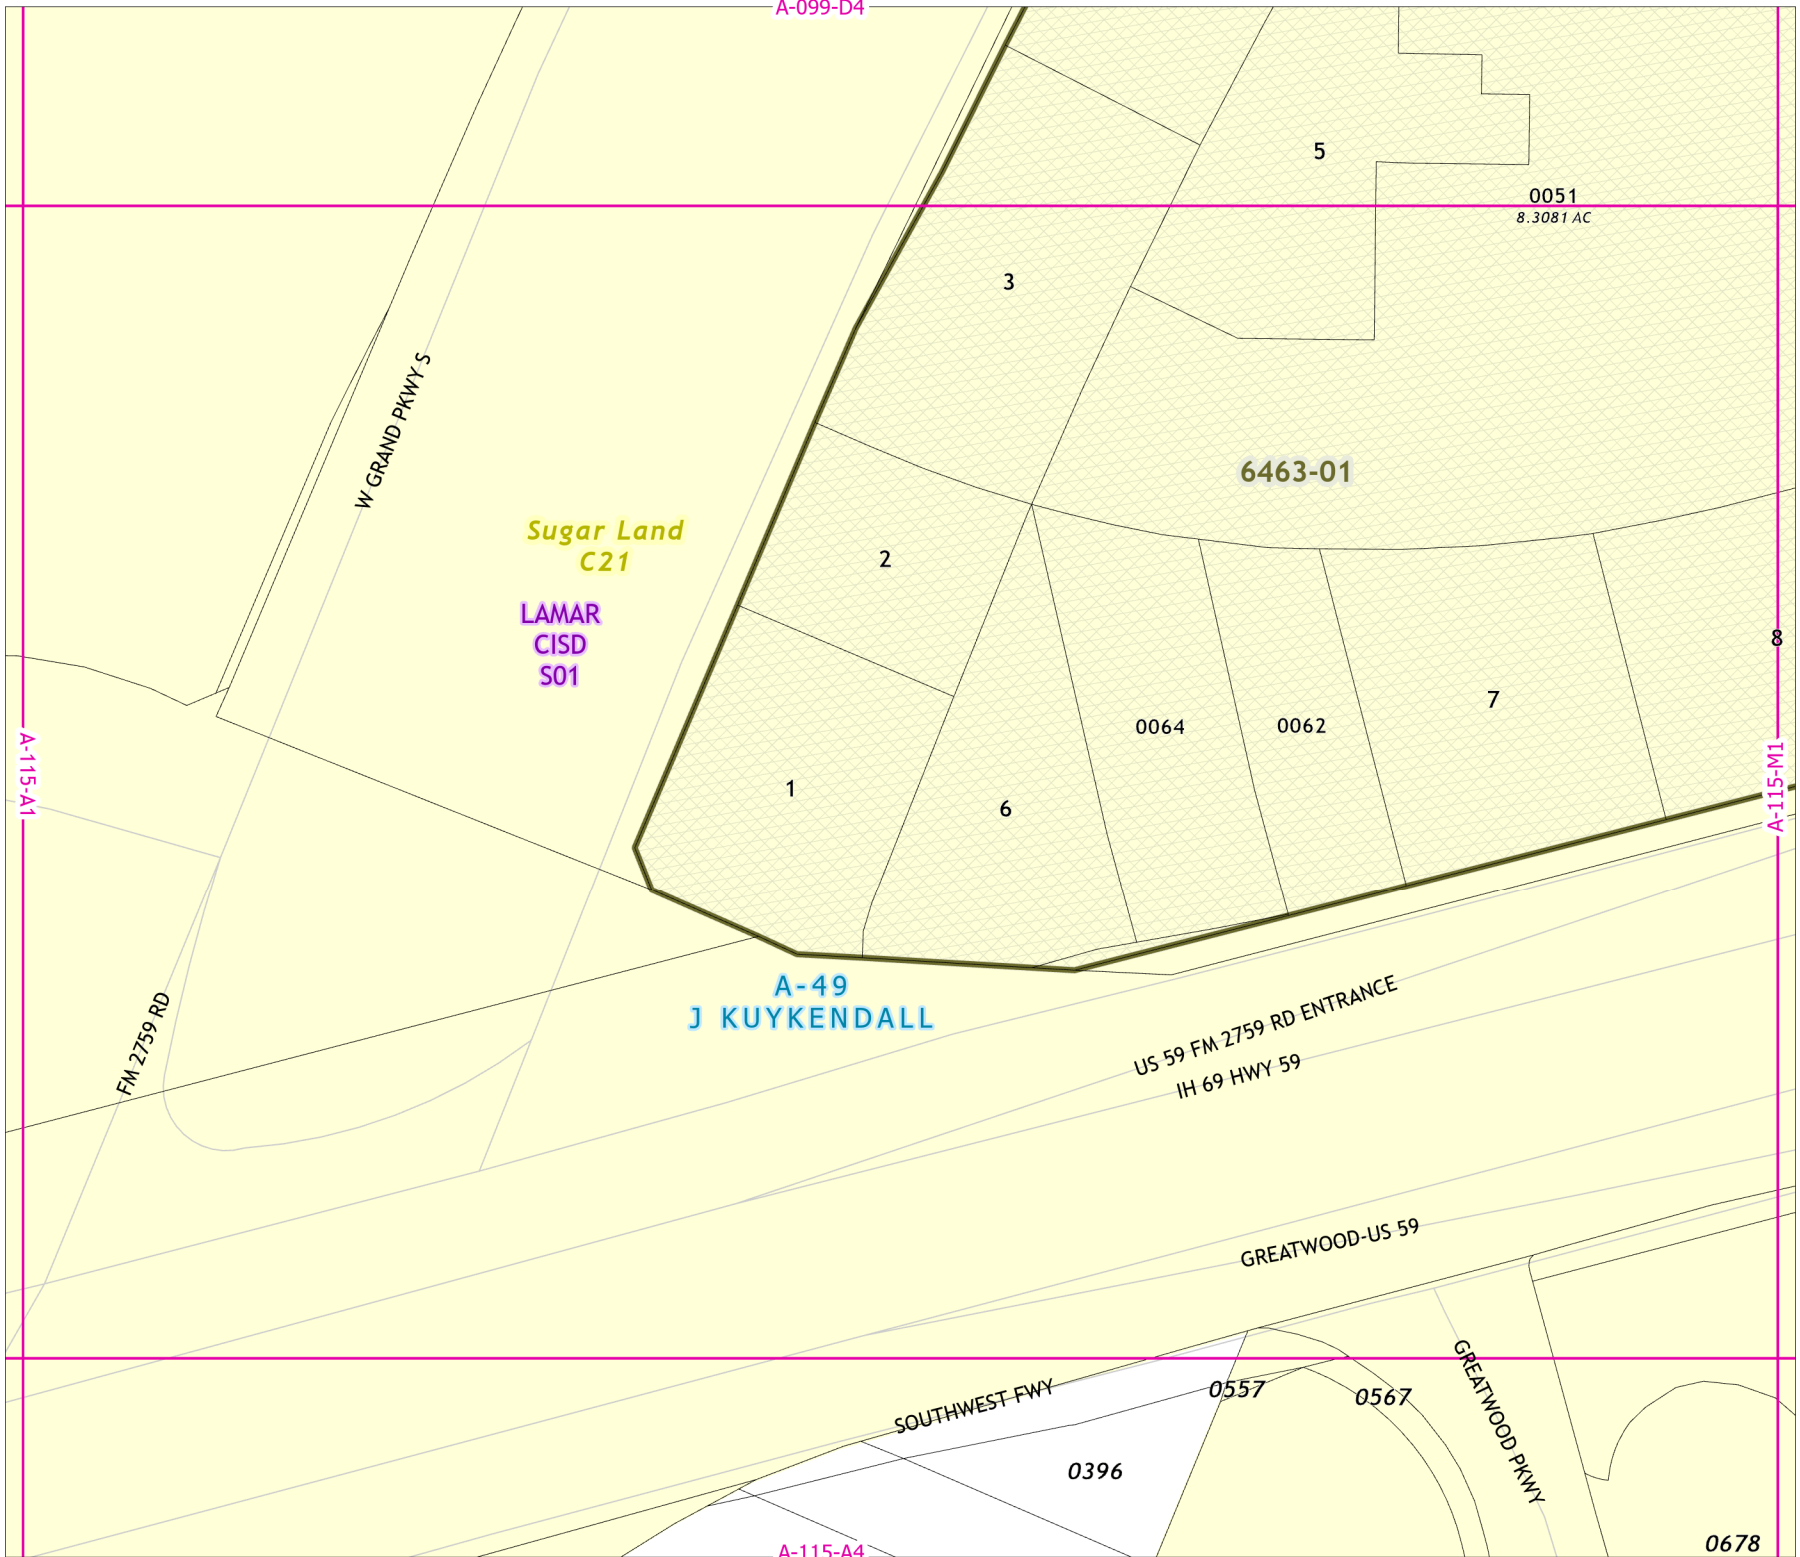 A-099-D4
5
0051
8.3081 AC
3
W GRAND PKWY S
6463-01
Sugar Land
C21
2
LAMAR
CISD
S01
8
7
0064
0062
A-115-A1
A-115-M1
1
6
A-49
J KUYKENDALL
FM 2759 RD
US 59 FM 2759 RD ENTRANCE
IH 69 HWY 59
GREATWOOD-US 59
SOUTHWEST FWY
0557
0567
GREATWOOD PKWY
0396
0678
A-115-A4